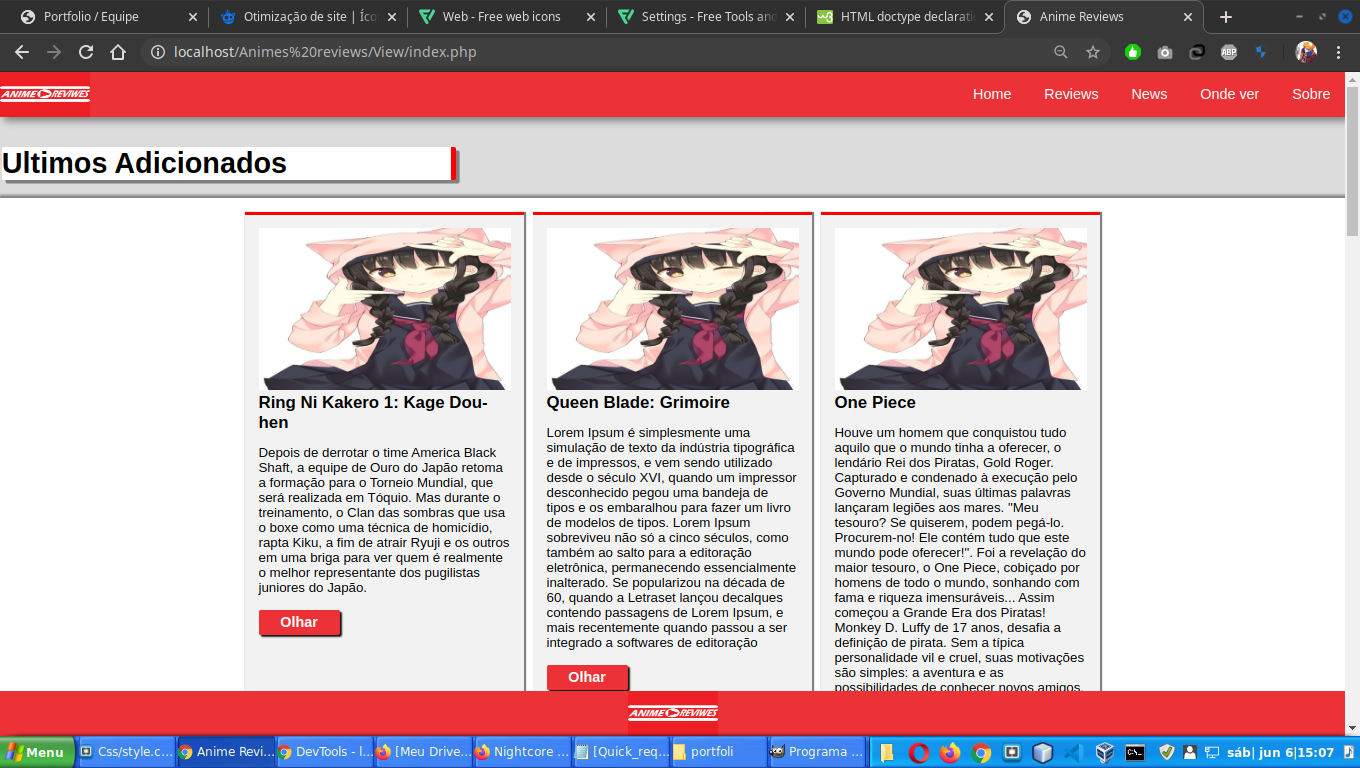 Portfolio / Equipe
Otimização de site | Íco
Web - Free web icons
Settings - Free Tools and
HTML doctype declarati
Anime Reviews
localhost/Animes%20reviews/View/index.php
ABP
ANIME REVIWES
Home
Reviews
News
Onde ver
Sobre
Ultimos Adicionados
Ring Ni Kakero 1: Kage Dou-
hen
Depois de derrotar o time America Black
Shaft, a equipe de Ouro do Japão retoma
a formação para o Torneio Mundial, que
será realizada em Tóquio. Mas durante o
treinamento, o Clan das sombras que usa
o boxe como uma técnica de homicídio,
rapta Kiku, a fim de atrair Ryuji e os outros
em uma briga para ver quem é realmente
o melhor representante dos pugilistas
juniores do Japão.
Olhar
Queen Blade: Grimoire
Lorem Ipsum é simplesmente uma
simulação de texto da indústria tipográfica
e de impressos, e vem sendo utilizado
desde o século XVI, quando um impressor
desconhecido pegou uma bandeja de
tipos e os embaralhou para fazer um livro
de modelos de tipos. Lorem Ipsum
sobreviveu não só a cinco séculos, como
também ao salto para a editoração
eletrônica, permanecendo essencialmente
inalterado. Se popularizou na década de
60, quando a Letraset lançou decalques
contendo passagens de Lorem Ipsum, e
mais recentemente quando passou a ser
integrado a softwares de editoração
Olhar
One Piece
Houve um homem que conquistou tudo
aquilo que o mundo tinha a oferecer, o
lendário Rei dos Piratas, Gold Roger.
Capturado e condenado à execução pelo
Governo Mundial, suas últimas palavras
lançaram legiões aos mares. "Meu
tesouro? Se quiserem, podem pegá-lo.
Procurem-no! Ele contém tudo que este
mundo pode oferecer!". Foi a revelação do
maior tesouro, o One Piece, cobiçado por
homens de todo o mundo, sonhando com
fama e riqueza imensuráveis... Assim
começou a Grande Era dos Piratas!
Monkey D. Luffy de 17 anos, desafia a
definição de pirata. Sem a típica
personalidade vil e cruel, suas motivações
são simples: a aventura e as
possibilidades de conhecer novos amigos.
ANIME REVIWES
Menu
Css/style.c...
Anime Revi...
DevTools - l...
[Meu Drive...
Nightcore ...
[Quick_req...
portfoli
Programa ...
sáb| jun 6|15:07